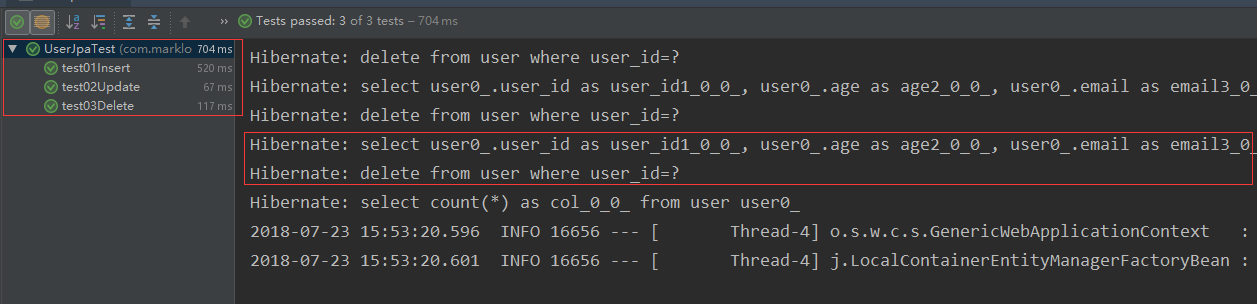 Tests passed: 3 of 3 tests – 704 ms
UserJpaTest (com.marklo 704 ms
test01Insert 520 ms
test02Update 67 ms
test03Delete 117 ms
Hibernate: delete from user where user_id=?
Hibernate: select user0_.user_id as user_id1_0_0_, user0_.age as age2_0_0_, user0_.email as email3_0_
Hibernate: delete from user where user_id=?
Hibernate: select user0_.user_id as user_id1_0_0_, user0_.age as age2_0_0_, user0_.email as email3_0_
Hibernate: delete from user where user_id=?
Hibernate: select count(*) as col_0_0_ from user user0_
2018-07-23 15:53:20.596  INFO 16656 --- [       Thread-4] o.s.w.c.s.GenericWebApplicationContext   :
2018-07-23 15:53:20.601  INFO 16656 --- [       Thread-4] j.LocalContainerEntityManagerFactoryBean :